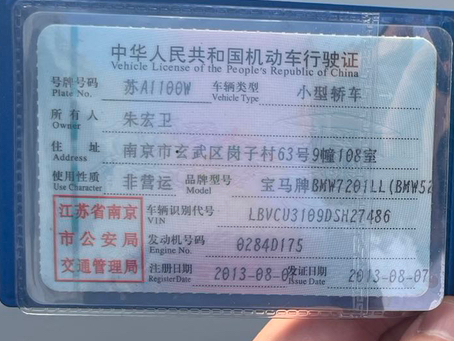 中华人民共和国机动车行驶证
Vehicle License of the People's Republic of China
号牌号码 苏A1100W 车辆类型 小型轿车
Plate No. Vehicle Type
所有人 朱宏卫
Owner
住址 南京市玄武区岗子村63号9幢108室
Address
使用性质 非营运 品牌型号 宝马牌BMW7201LL(BMW52
Use Character Model
江苏省南京
市公安局
交通管理局
车辆识别代号 LBVCU3109DSH27486
VIN
发动机号码 0284D175
Engine No.
注册日期 2013-08-0 发证日期 2013-08-07
Register Date Issue Date